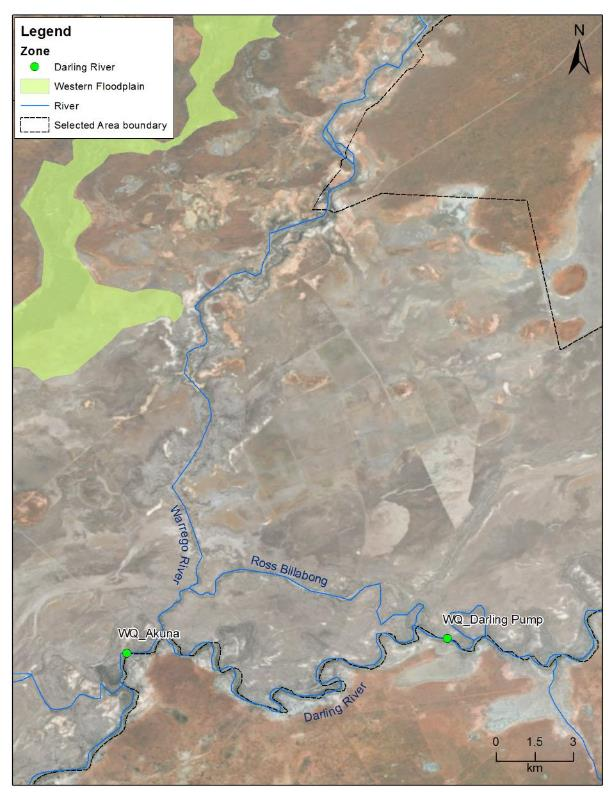 Legend
Zone
Darling River
Western Floodplain
River
Selected Area boundary
N
Warrego River
Ross Billabong
WQ_Akuna
WQ_Darling Pump
Darling River
0 1.5 3
km